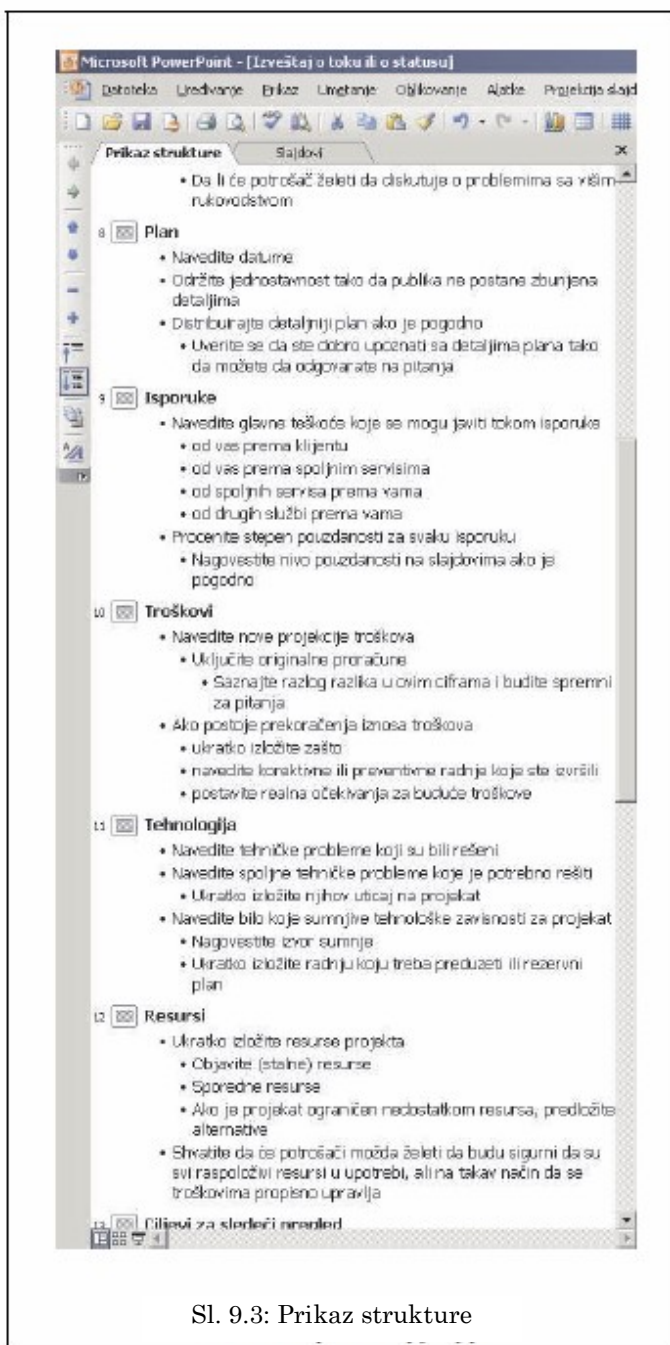 Microsoft PowerPoint - [Izveštaj o toku ili o statusu]
Datoteka Uređivanje Prikaz Umetanje Oblikovanje Alatke Projekcija slajd
Prikaz strukture Slajdovi
• Da li će potrošač želeti da diskutuje o problemima sa višim
rukovodstvom
8 Plan
• Navedite datume
• Održite jednostavnost tako da publika ne postane zbunjena
detaljima
• Distribuirajte detaljniji plan ako je pogodno
• Uverite se da ste dobro upoznati sa detaljima plana tako
da možete da odgovarate na pitanja
9 Isporuke
• Navedite glavne teškoće koje se mogu javiti tokom isporuke
• od vas prema klijentu
• od vas prema spoljnim servisima
• od spoljnih servisa prema vama
• od drugih službi prema vama
• Procenite stepen pouzdanosti za svaku isporuku
• Nagovestite nivo pouzdanosti na slajdovima ako je
pogodno
10 Troškovi
• Navedite nove projekcije troškova
• Uključite originalne proračune
• Saznajte razlog razlika u ovim ciframa i budite spremni
za pitanja
• Ako postoje prekoračenja iznosa troškova
• ukratko izložite zašto
• navedite korektivne ili preventivne radnje koje ste izvršili
• postavite realna očekivanja za buduće troškove
11 Tehnologija
• Navedite tehničke probleme koji su bili rešeni
• Navedite spoljne tehničke probleme koje je potrebno rešiti
• Ukratko izložite njihov uticaj na projekat
• Navedite bilo koje sumnjive tehnološke zavisnosti za projekat
• Nagovestite izvor sumnje
• Ukratko izložite radnju koju treba preduzeti ili rezervni
plan
12 Resursi
• Ukratko izložite resurse projekta
• Objavite (stalne) resurse
• Sporedne resurse
• Ako je projekat ograničen nedostatkom resursa, predložite
alternative
• Shvatite da će potrošači možda želeti da budu sigurni da su
svi raspoloživi resursi u upotrebi, ali na takav način da se
troškovima propisno upravlja
13 Ciljevi za sledeći pregled
Sl. 9.3: Prikaz strukture